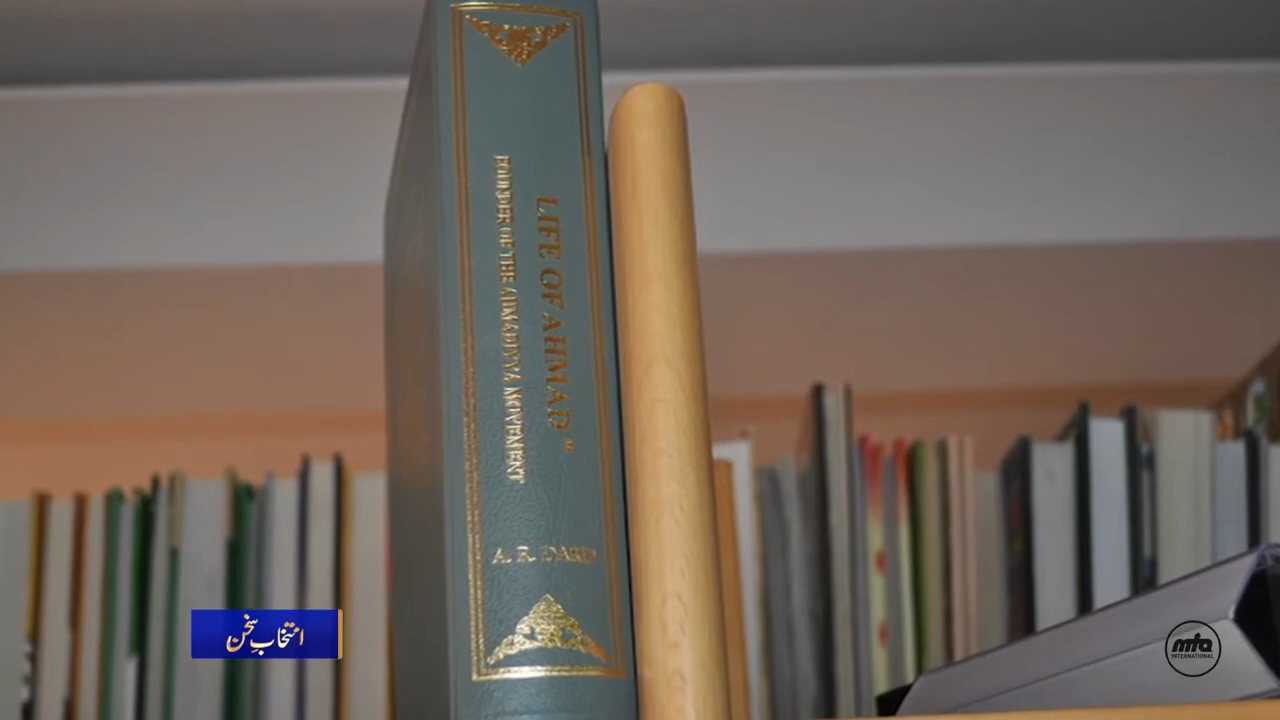 LIFE OF AHMAD
FOUNDER OF THE AHMADIYYA MOVEMENT
A. R. DARD
انتخاب سخن
mta
INTERNATIONAL